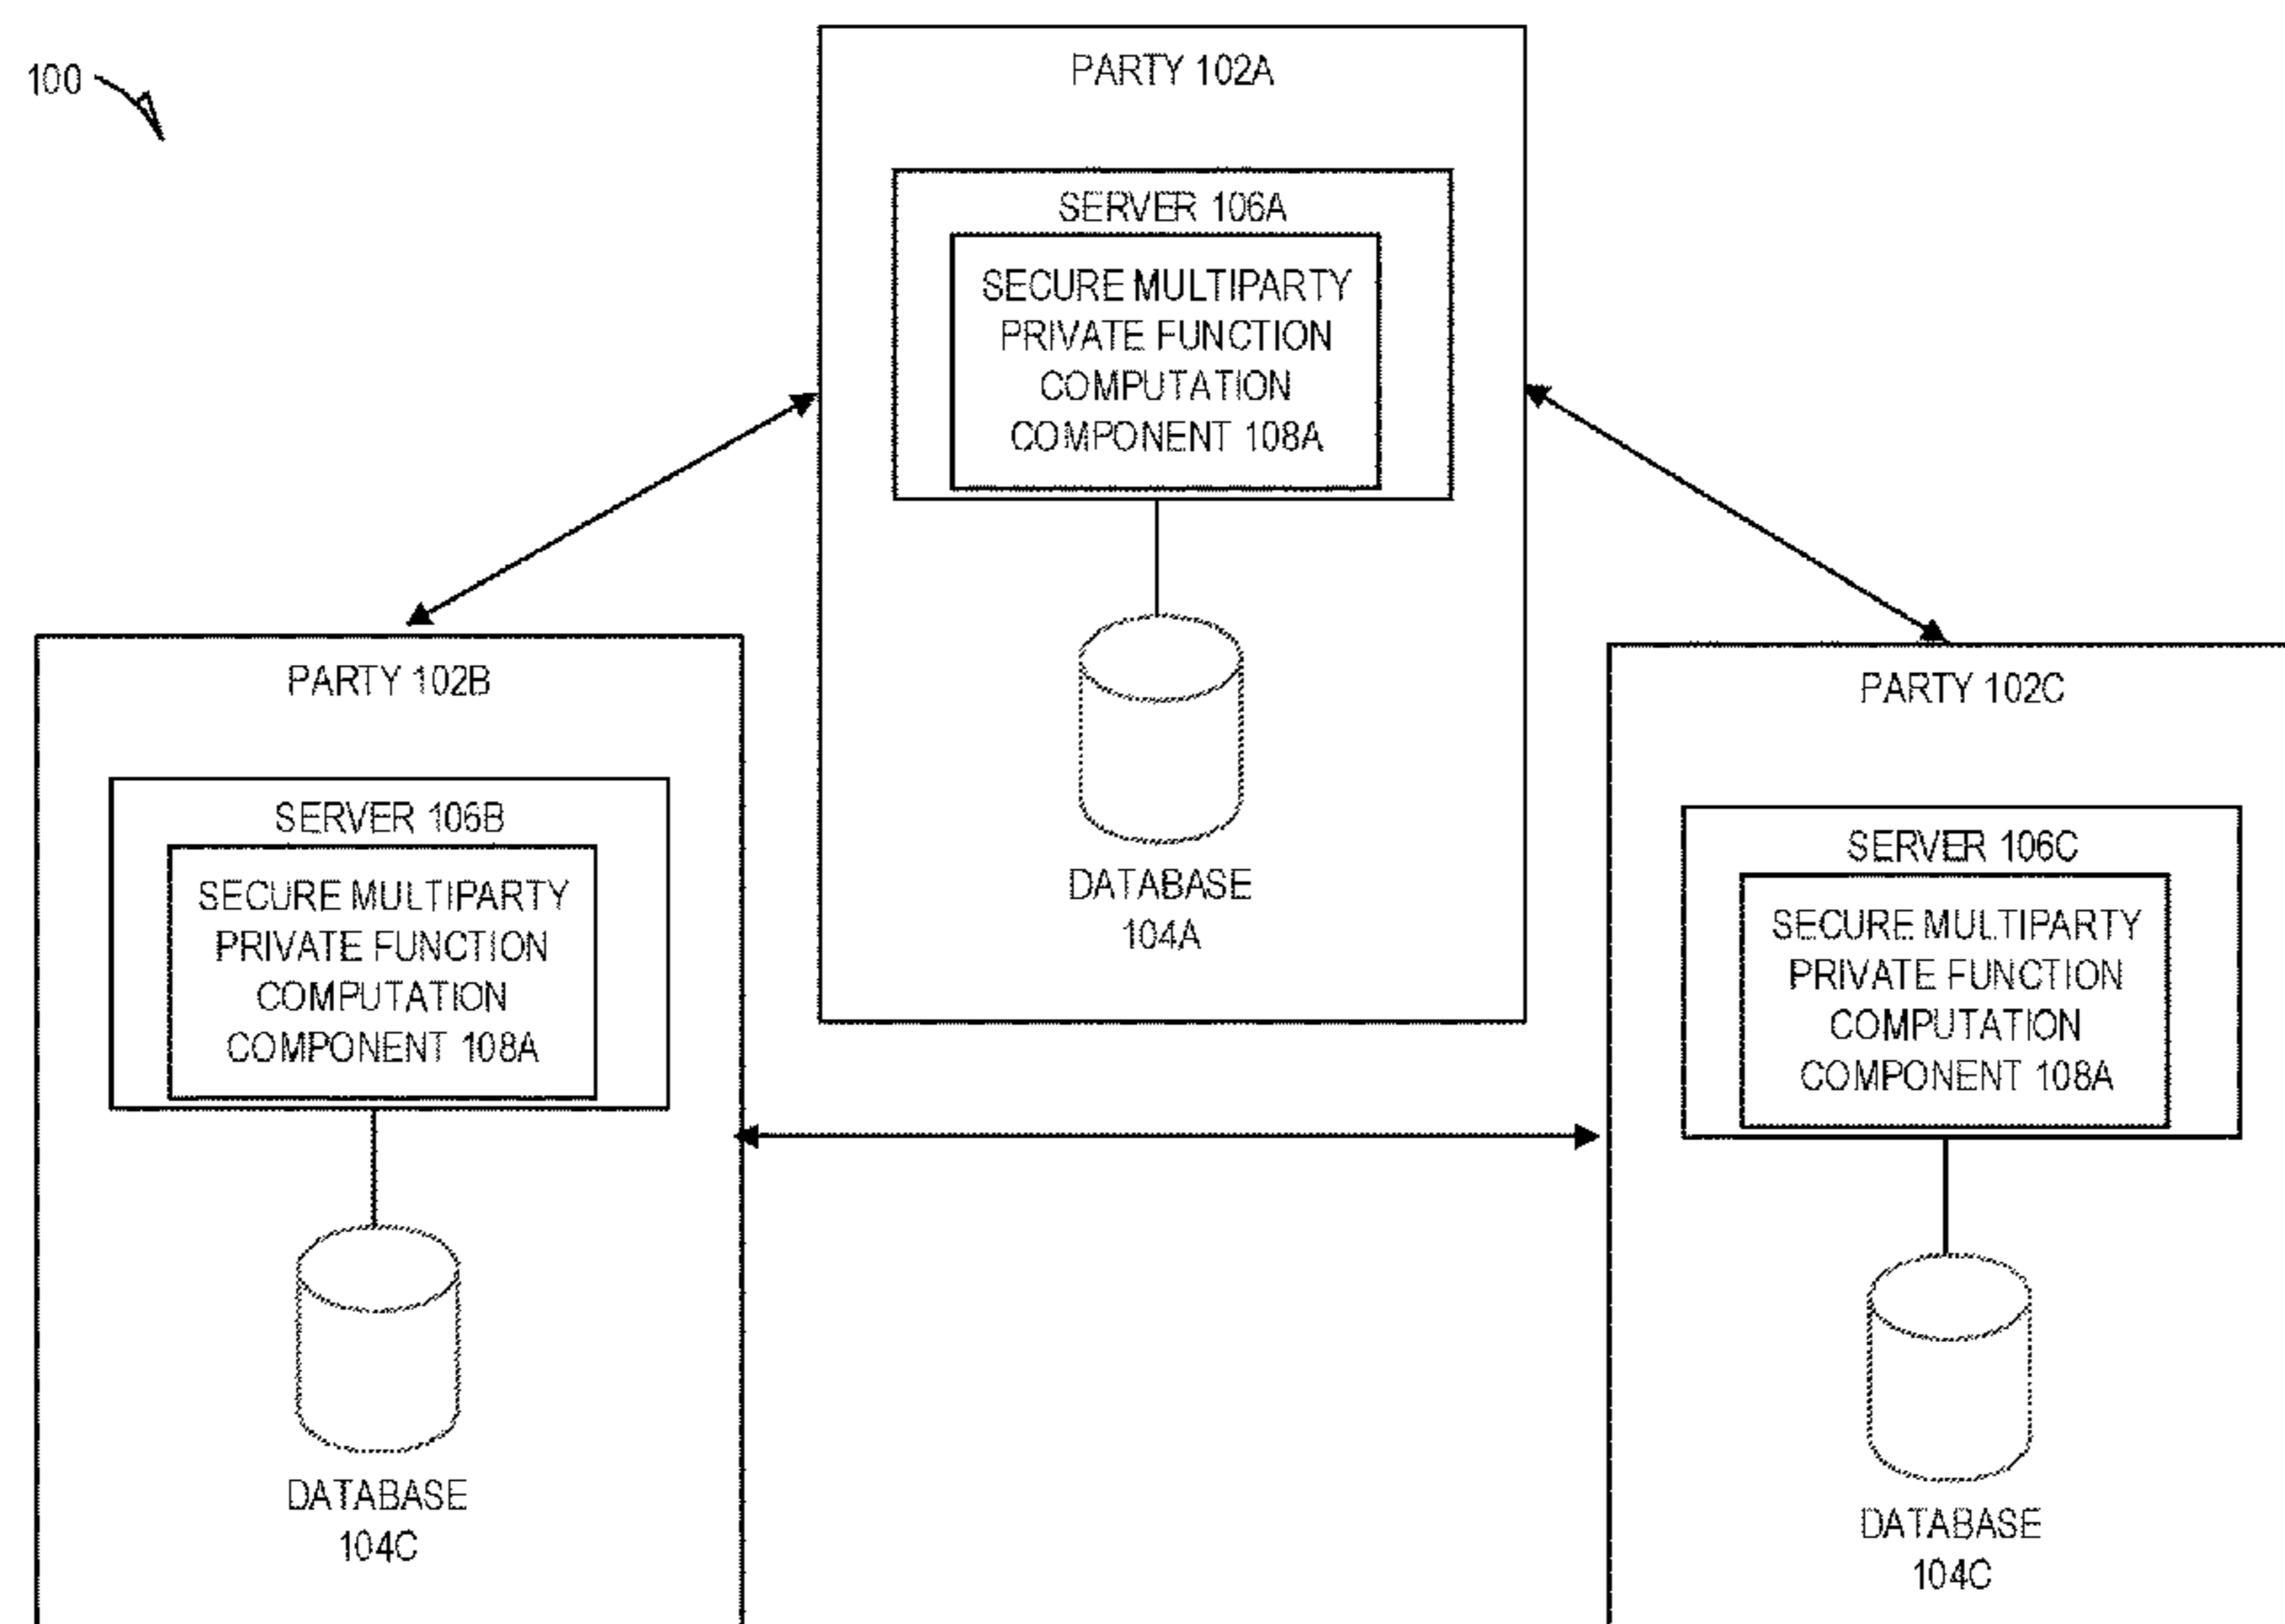 100
PARTY 102A
SERVER 106A
SECURE MULTIPARTY
PRIVATE FUNCTION
COMPUTATION
COMPONENT 108A
DATABASE
104A
PARTY 102B
SERVER 106B
SECURE MULTIPARTY
PRIVATE FUNCTION
COMPUTATION
COMPONENT 108A
DATABASE
104C
PARTY 102C
SERVER 106C
SECURE MULTIPARTY
PRIVATE FUNCTION
COMPUTATION
COMPONENT 108A
DATABASE
104C